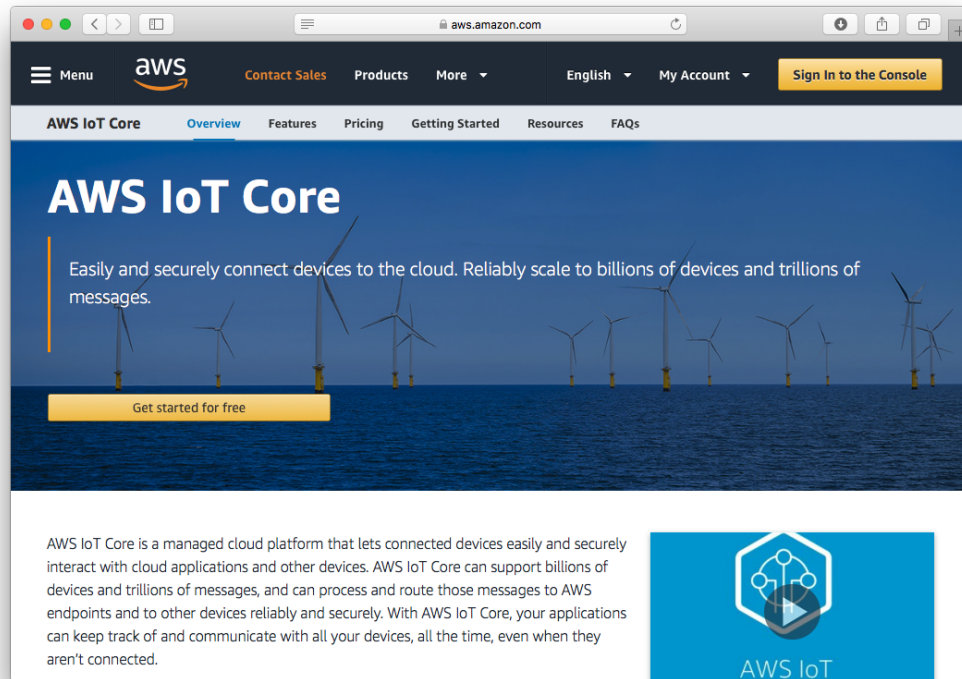 aws.amazon.com
Menu
aws
Contact Sales
Products
More
English
My Account
Sign In to the Console
AWS IoT Core
Overview
Features
Pricing
Getting Started
Resources
FAQs
AWS IoT Core
Easily and securely connect devices to the cloud. Reliably scale to billions of devices and trillions of
messages.
Get started for free
AWS IoT Core is a managed cloud platform that lets connected devices easily and securely
interact with cloud applications and other devices. AWS IoT Core can support billions of
devices and trillions of messages, and can process and route those messages to AWS
endpoints and to other devices reliably and securely. With AWS IoT Core, your applications
can keep track of and communicate with all your devices, all the time, even when they
aren’t connected.
AWS IoT